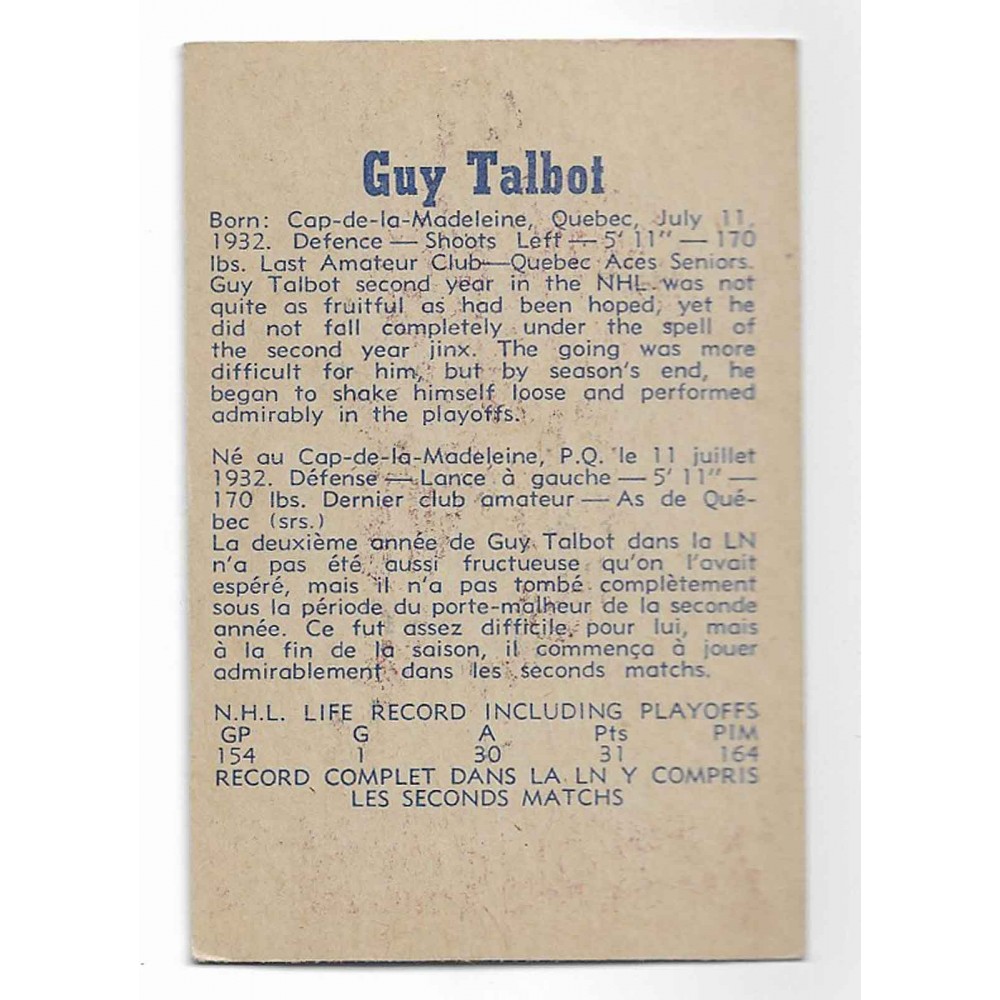 Guy Talbot
Born: Cap-de-la-Madeleine, Quebec, July 11,
1932. Defence — Shoots Left — 5' 11" — 170
lbs. Last Amateur Club—Quebec Aces Seniors.
Guy Talbot second year in the NHL was not
quite as fruitful as had been hoped, yet he
did not fall completely under the spell of
the second year jinx. The going was more
difficult for him, but by season's end, he
began to shake himself loose and performed
admirably in the playoffs.
Né au Cap-de-la-Madeleine, P.Q. le 11 juillet
1932. Défense — Lance à gauche — 5' 11" —
170 lbs. Dernier club amateur — As de Qué-
bec (srs.)
La deuxième année de Guy Talbot dans la LN
n'a pas été aussi fructueuse qu'on l'avait
espéré, mais il n'a pas tombé complètement
sous la période du porte-malheur de la seconde
année. Ce fut assez difficile pour lui, mais
à la fin de la saison, il commença à jouer
admirablement dans les seconds matchs.
N.H.L. LIFE RECORD INCLUDING PLAYOFFS
GP G A Pts PIM
154 1 30 31 164
RECORD COMPLET DANS LA LN Y COMPRIS
LES SECONDS MATCHS